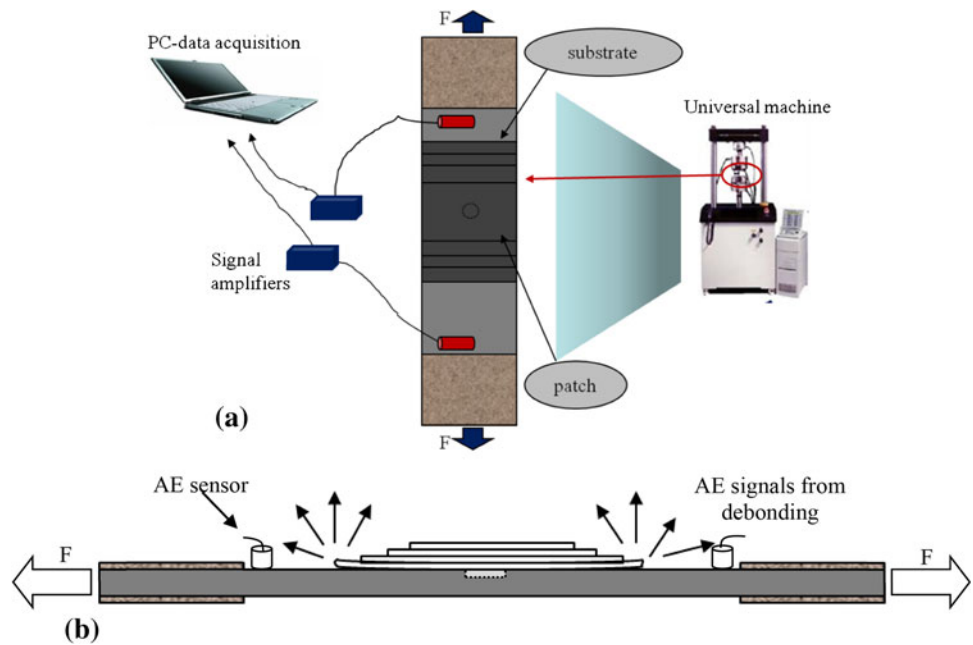 F
PC-data acquisition
substrate
Universal machine
Signal
amplifiers
patch
(a)
F
AE sensor
AE signals from
debonding
F
F
(b)